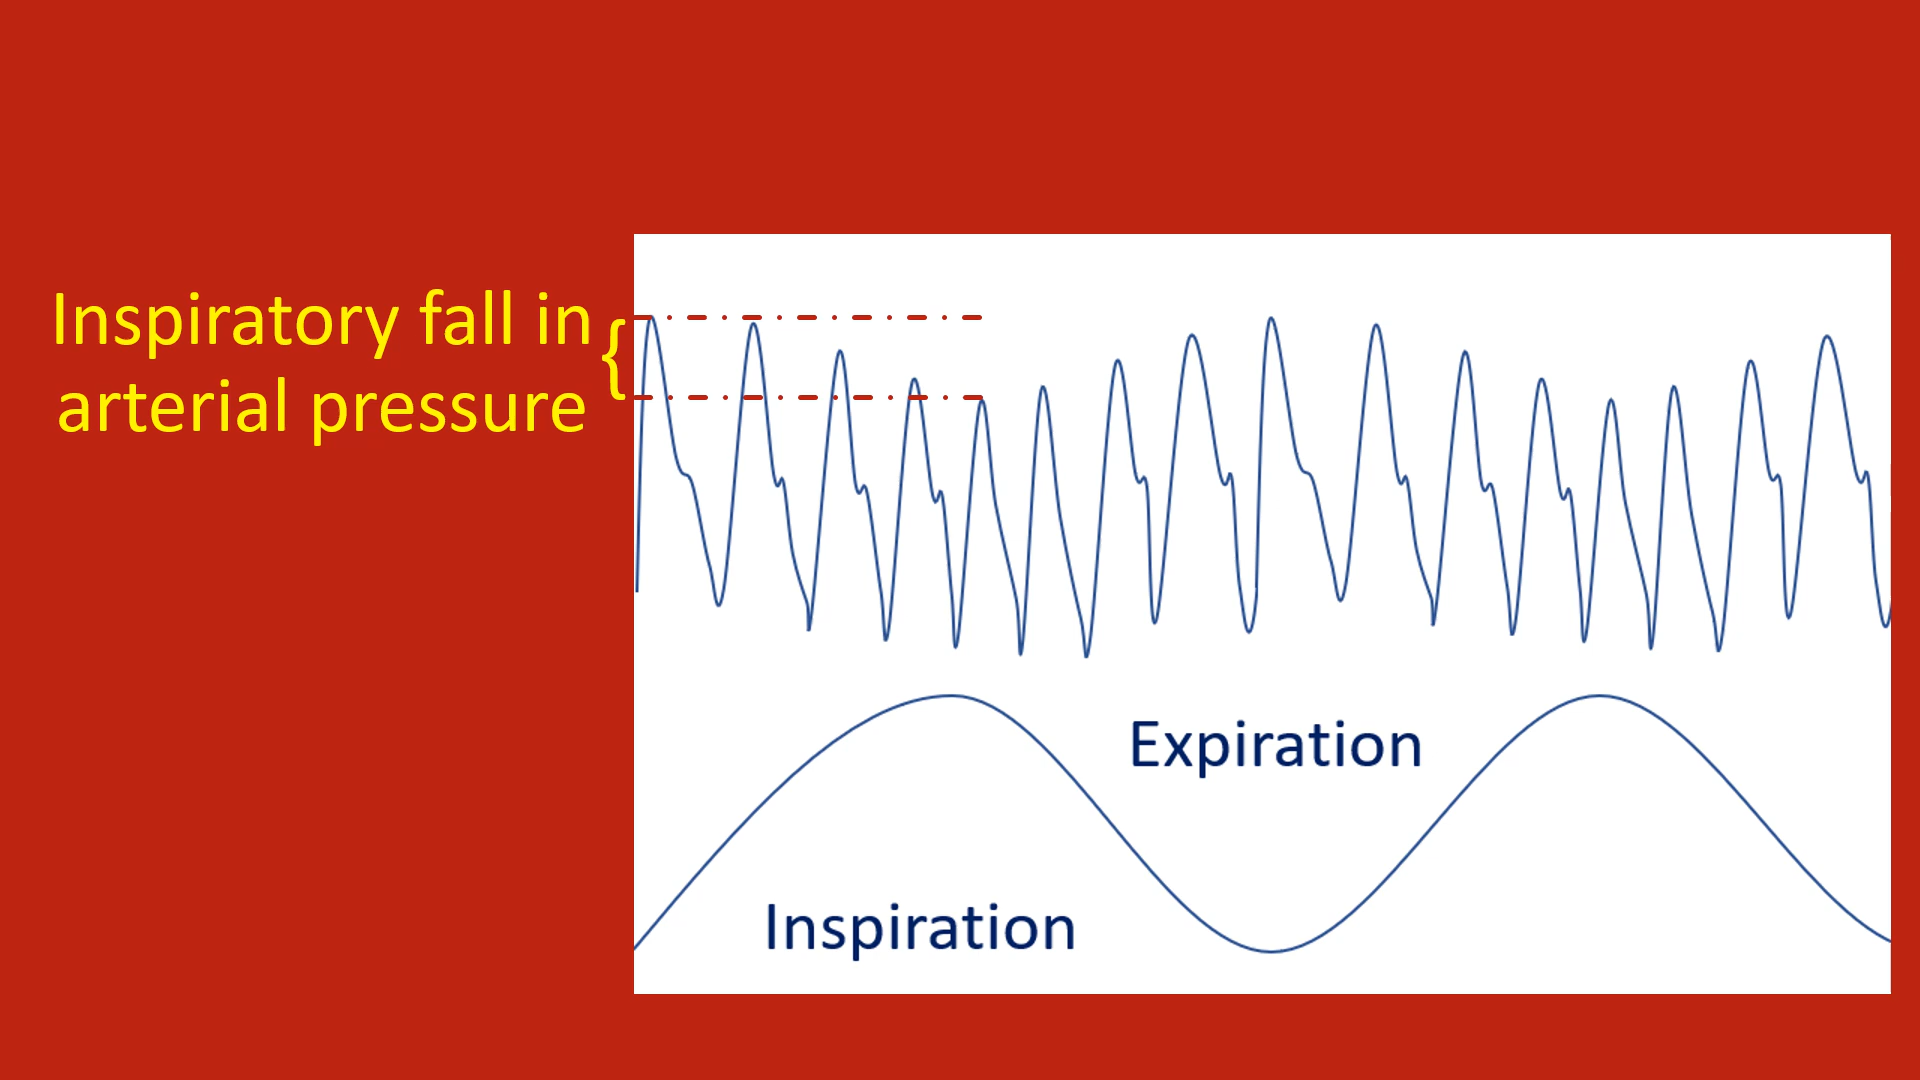 Inspiratory fall in
arterial pressure
{
Expiration
Inspiration